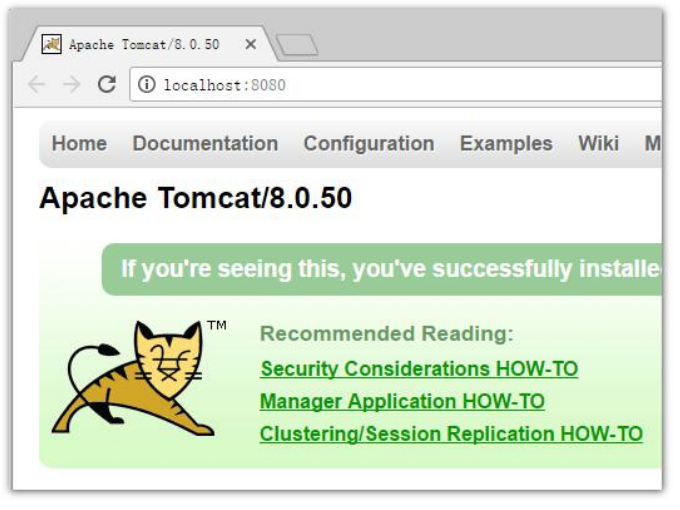 Apache Tomcat/8.0.50
localhost:8080
Home Documentation Configuration Examples Wiki M
Apache Tomcat/8.0.50
If you're seeing this, you've successfully installe
TM
Recommended Reading:
Security Considerations HOW-TO
Manager Application HOW-TO
Clustering/Session Replication HOW-TO